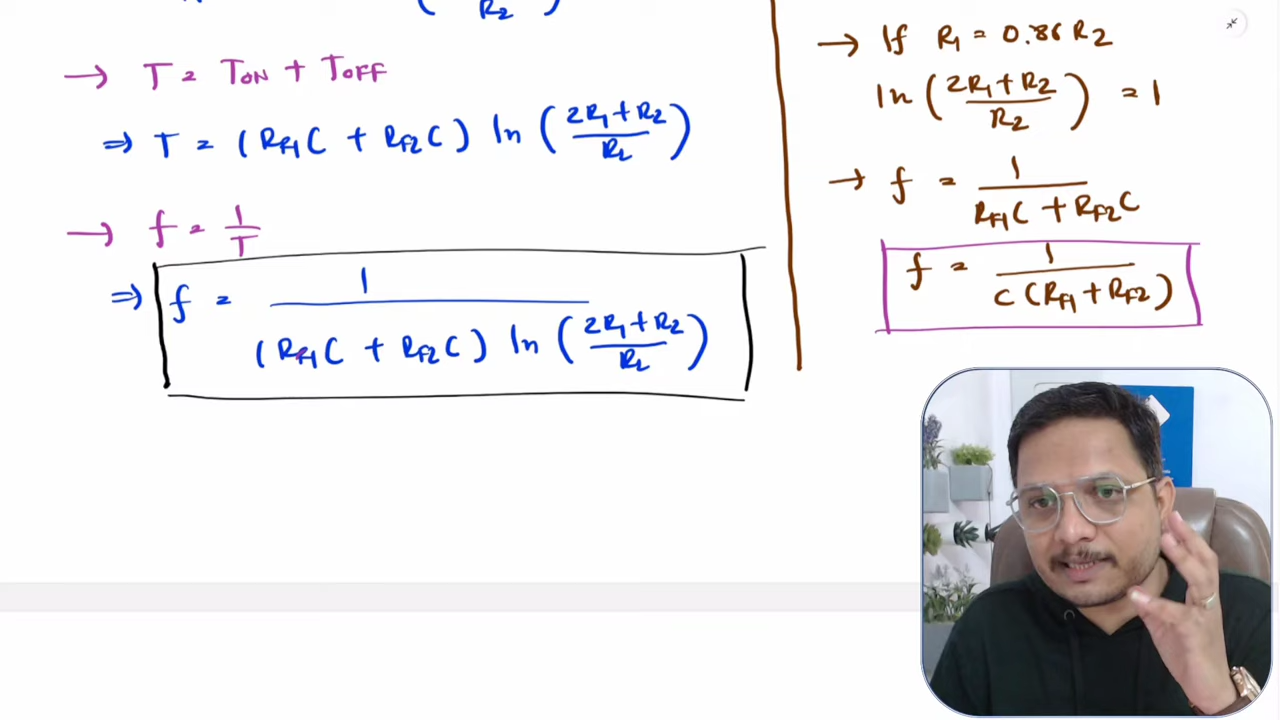 R₂
→ T = TON + TOFF
⇒ T = (RF1C + RF2C) ln (2R₁ + R₂ / R₂)
→ f = 1 / T
⇒ f = 1 / (RF1C + RF2C) ln (2R₁ + R₂ / R₂)
→ If R₁ = 0.86 R₂
ln (2R₁ + R₂ / R₂) = 1
→ f = 1 / RF1C + RF2C
f = 1 / C (RF1 + RF2)